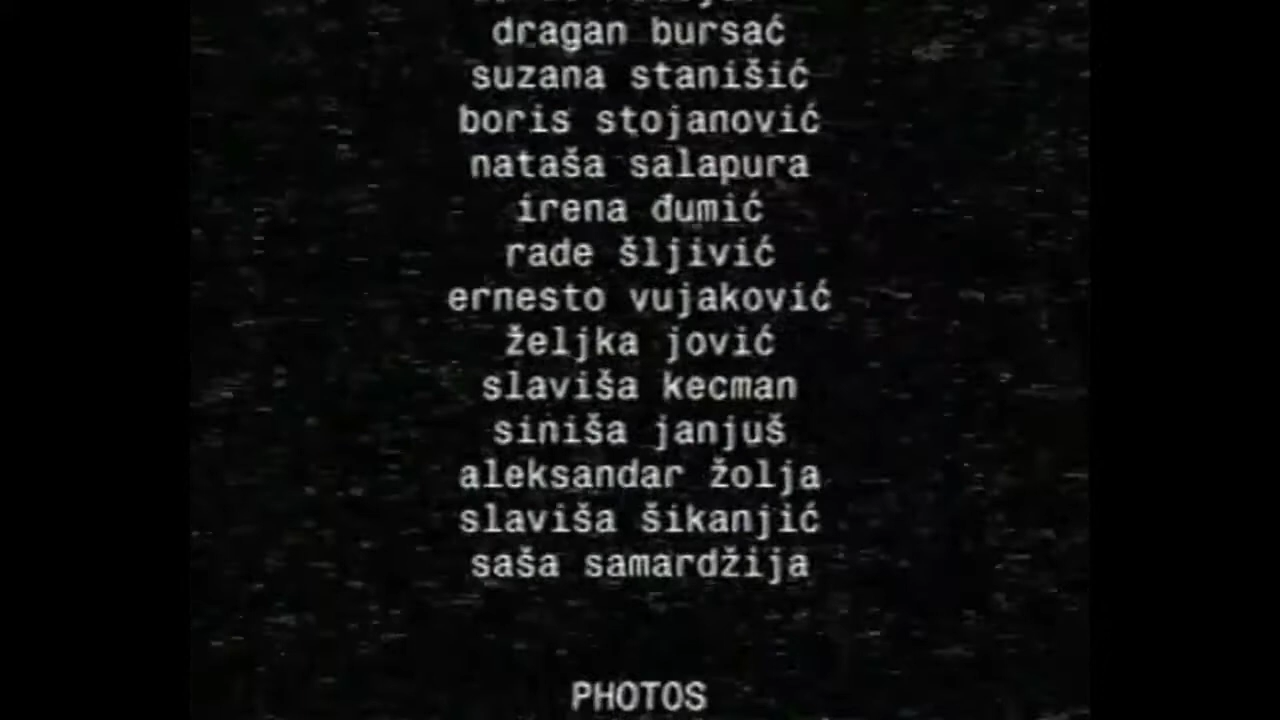 dragan bursać
suzana stanišić
boris stojanović
nataša salapura
irena đumić
rade šljivić
ernesto vujaković
željka jović
slaviša kecman
siniša janjuš
aleksandar žolja
slaviša šikanjić
saša samardžija
PHOTOS